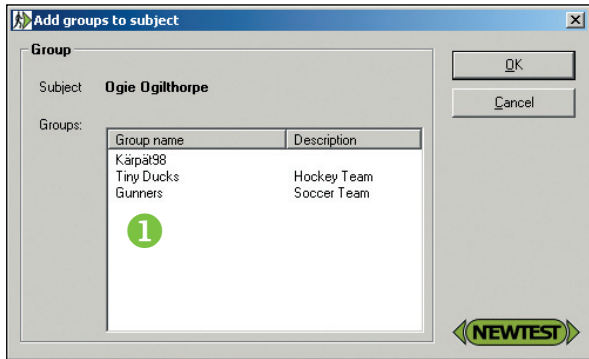 Add groups to subject
Group
OK
Subject Ogie Ogilthorpe
Cancel
Groups:
Group name Description
Kärpät98
Tiny Ducks Hockey Team
Gunners Soccer Team
1
NEWTEST